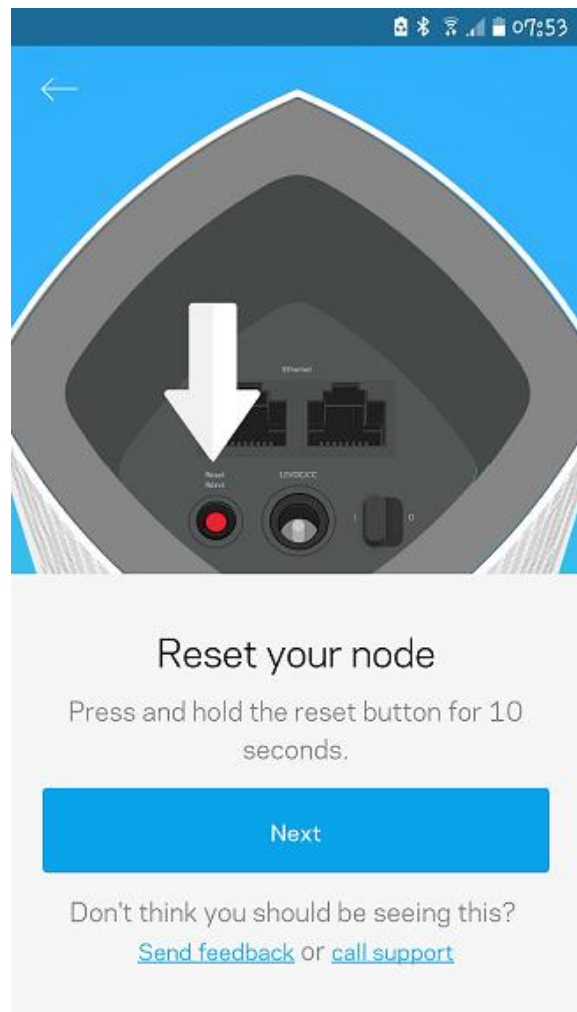 07:53
Ethernet
Reset
12VDC/CC
I
O
Reset your node
Press and hold the reset button for 10
seconds.
Next
Don't think you should be seeing this?
Send feedback or call support